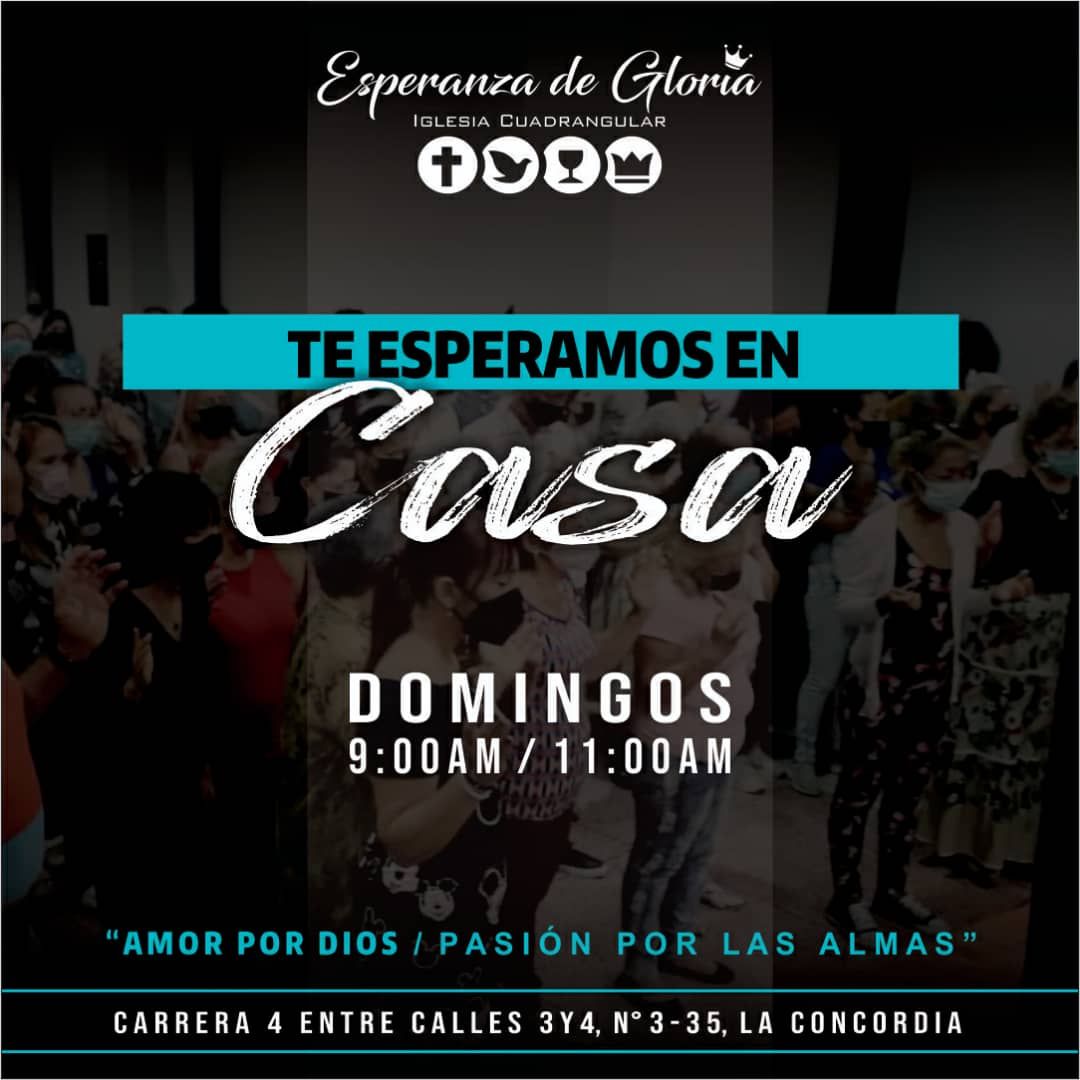 Esperanza de Gloria
IGLESIA CUADRANGULAR
TE ESPERAMOS EN
Casa
DOMINGOS
9:00AM / 11:00AM
“AMOR POR DIOS / PASIÓN POR LAS ALMAS”
CARRERA 4 ENTRE CALLES 3Y4, N° 3-35, LA CONCORDIA